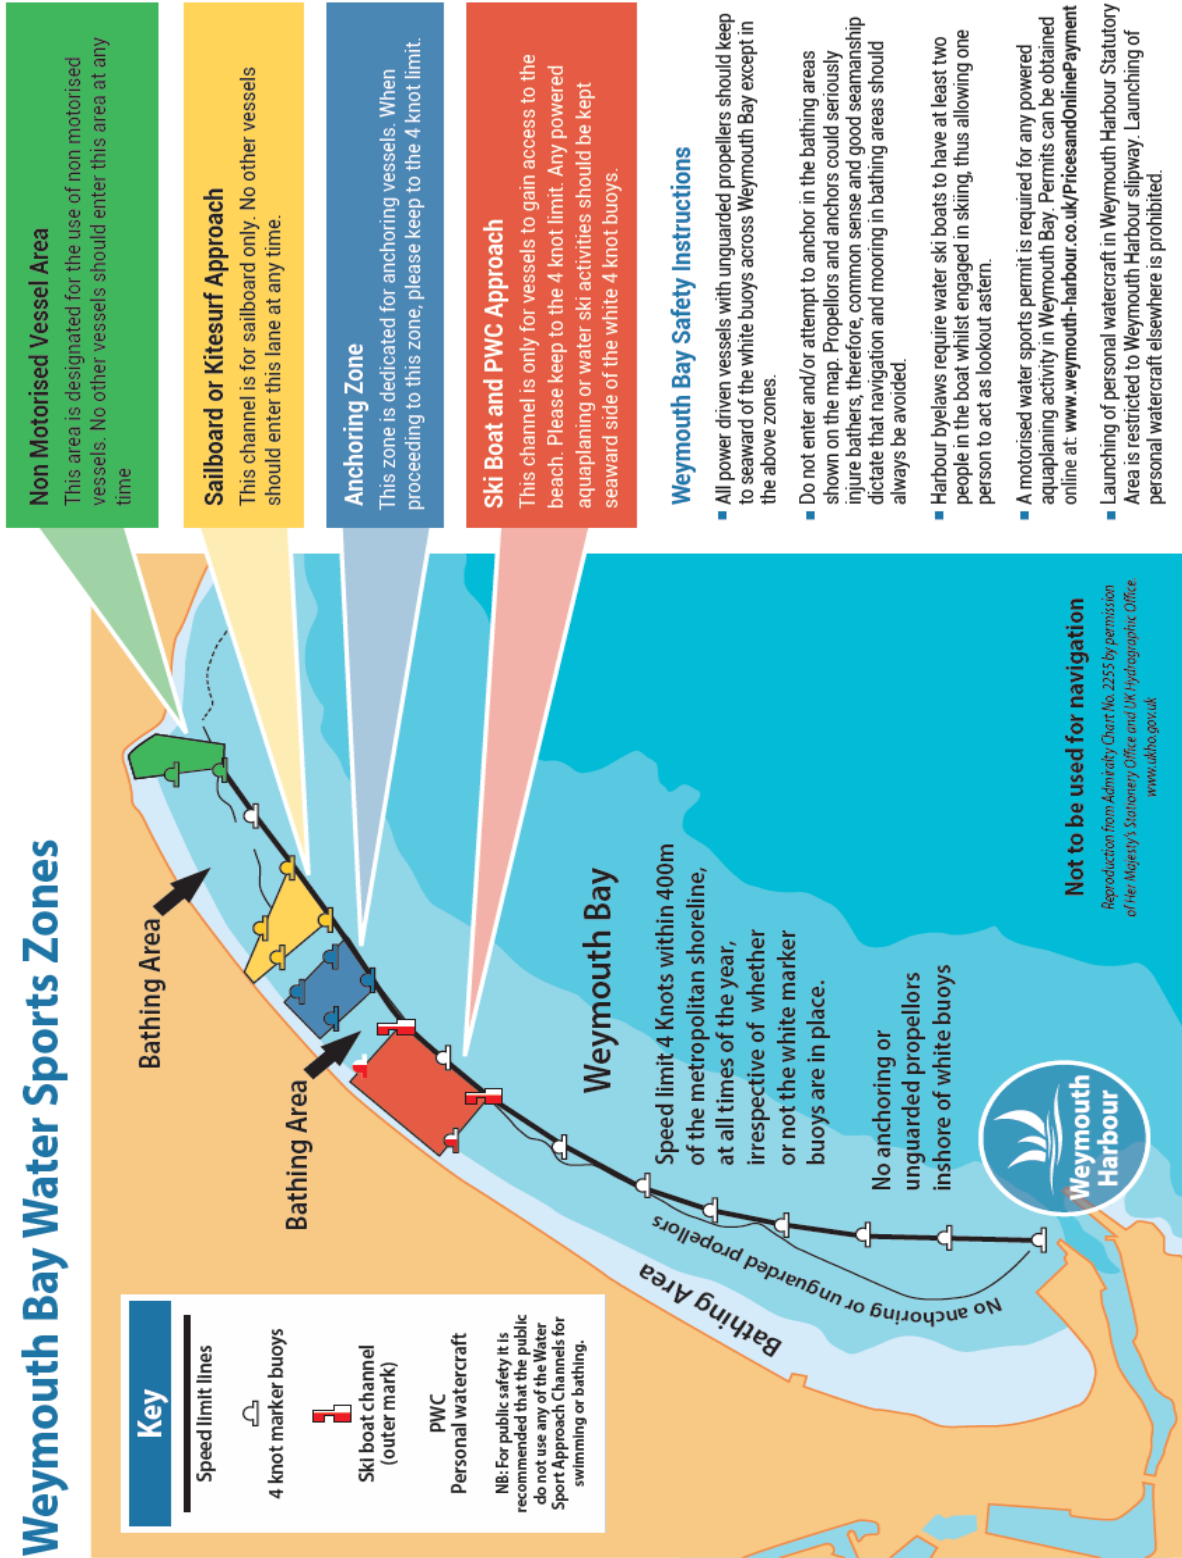 Weymouth Bay Water Sports Zones
Key
Speed limit lines
4 knot marker buoys
Ski boat channel
(outer mark)
PWC
Personal watercraft
NB: For public safety it is
recommended that the public
do not use any of the Water
Sport Approach Channels for
swimming or bathing.
Bathing Area
Bathing Area
Bathing Area
No anchoring or unguarded propellors
Weymouth Bay
Speed limit 4 Knots within 400m
of the metropolitan shoreline,
at all times of the year,
irrespective of whether
or not the white marker
buoys are in place.
No anchoring or
unguarded propellors
inshore of white buoys
Weymouth
Harbour
Not to be used for navigation
Reproduction from Admiralty Chart No. 2255 by permission
of Her Majesty's Stationery Office and UK Hydrographic Office.
www.ukho.gov.uk
Non Motorised Vessel Area
This area is designated for the use of non motorised
vessels. No other vessels should enter this area at any
time
Sailboard or Kitesurf Approach
This channel is for sailboard only. No other vessels
should enter this lane at any time.
Anchoring Zone
This zone is dedicated for anchoring vessels. When
proceeding to this zone, please keep to the 4 knot limit.
Ski Boat and PWC Approach
This channel is only for vessels to gain access to the
beach. Please keep to the 4 knot limit. Any powered
aquaplaning or water ski activities should be kept
seaward side of the white 4 knot buoys.
Weymouth Bay Safety Instructions
All power driven vessels with unguarded propellers should keep
to seaward of the white buoys across Weymouth Bay except in
the above zones.
Do not enter and/or attempt to anchor in the bathing areas
shown on the map. Propellors and anchors could seriously
injure bathers, therefore, common sense and good seamanship
dictate that navigation and mooring in bathing areas should
always be avoided.
Harbour byelaws require water ski boats to have at least two
people in the boat whilst engaged in skiing, thus allowing one
person to act as lookout astern.
A motorised water sports permit is required for any powered
aquaplaning activity in Weymouth Bay. Permits can be obtained
online at: www.weymouth-harbour.co.uk/PricesandOnlinePayment
Launching of personal watercraft in Weymouth Harbour Statutory
Area is restricted to Weymouth Harbour slipway. Launching of
personal watercraft elsewhere is prohibited.